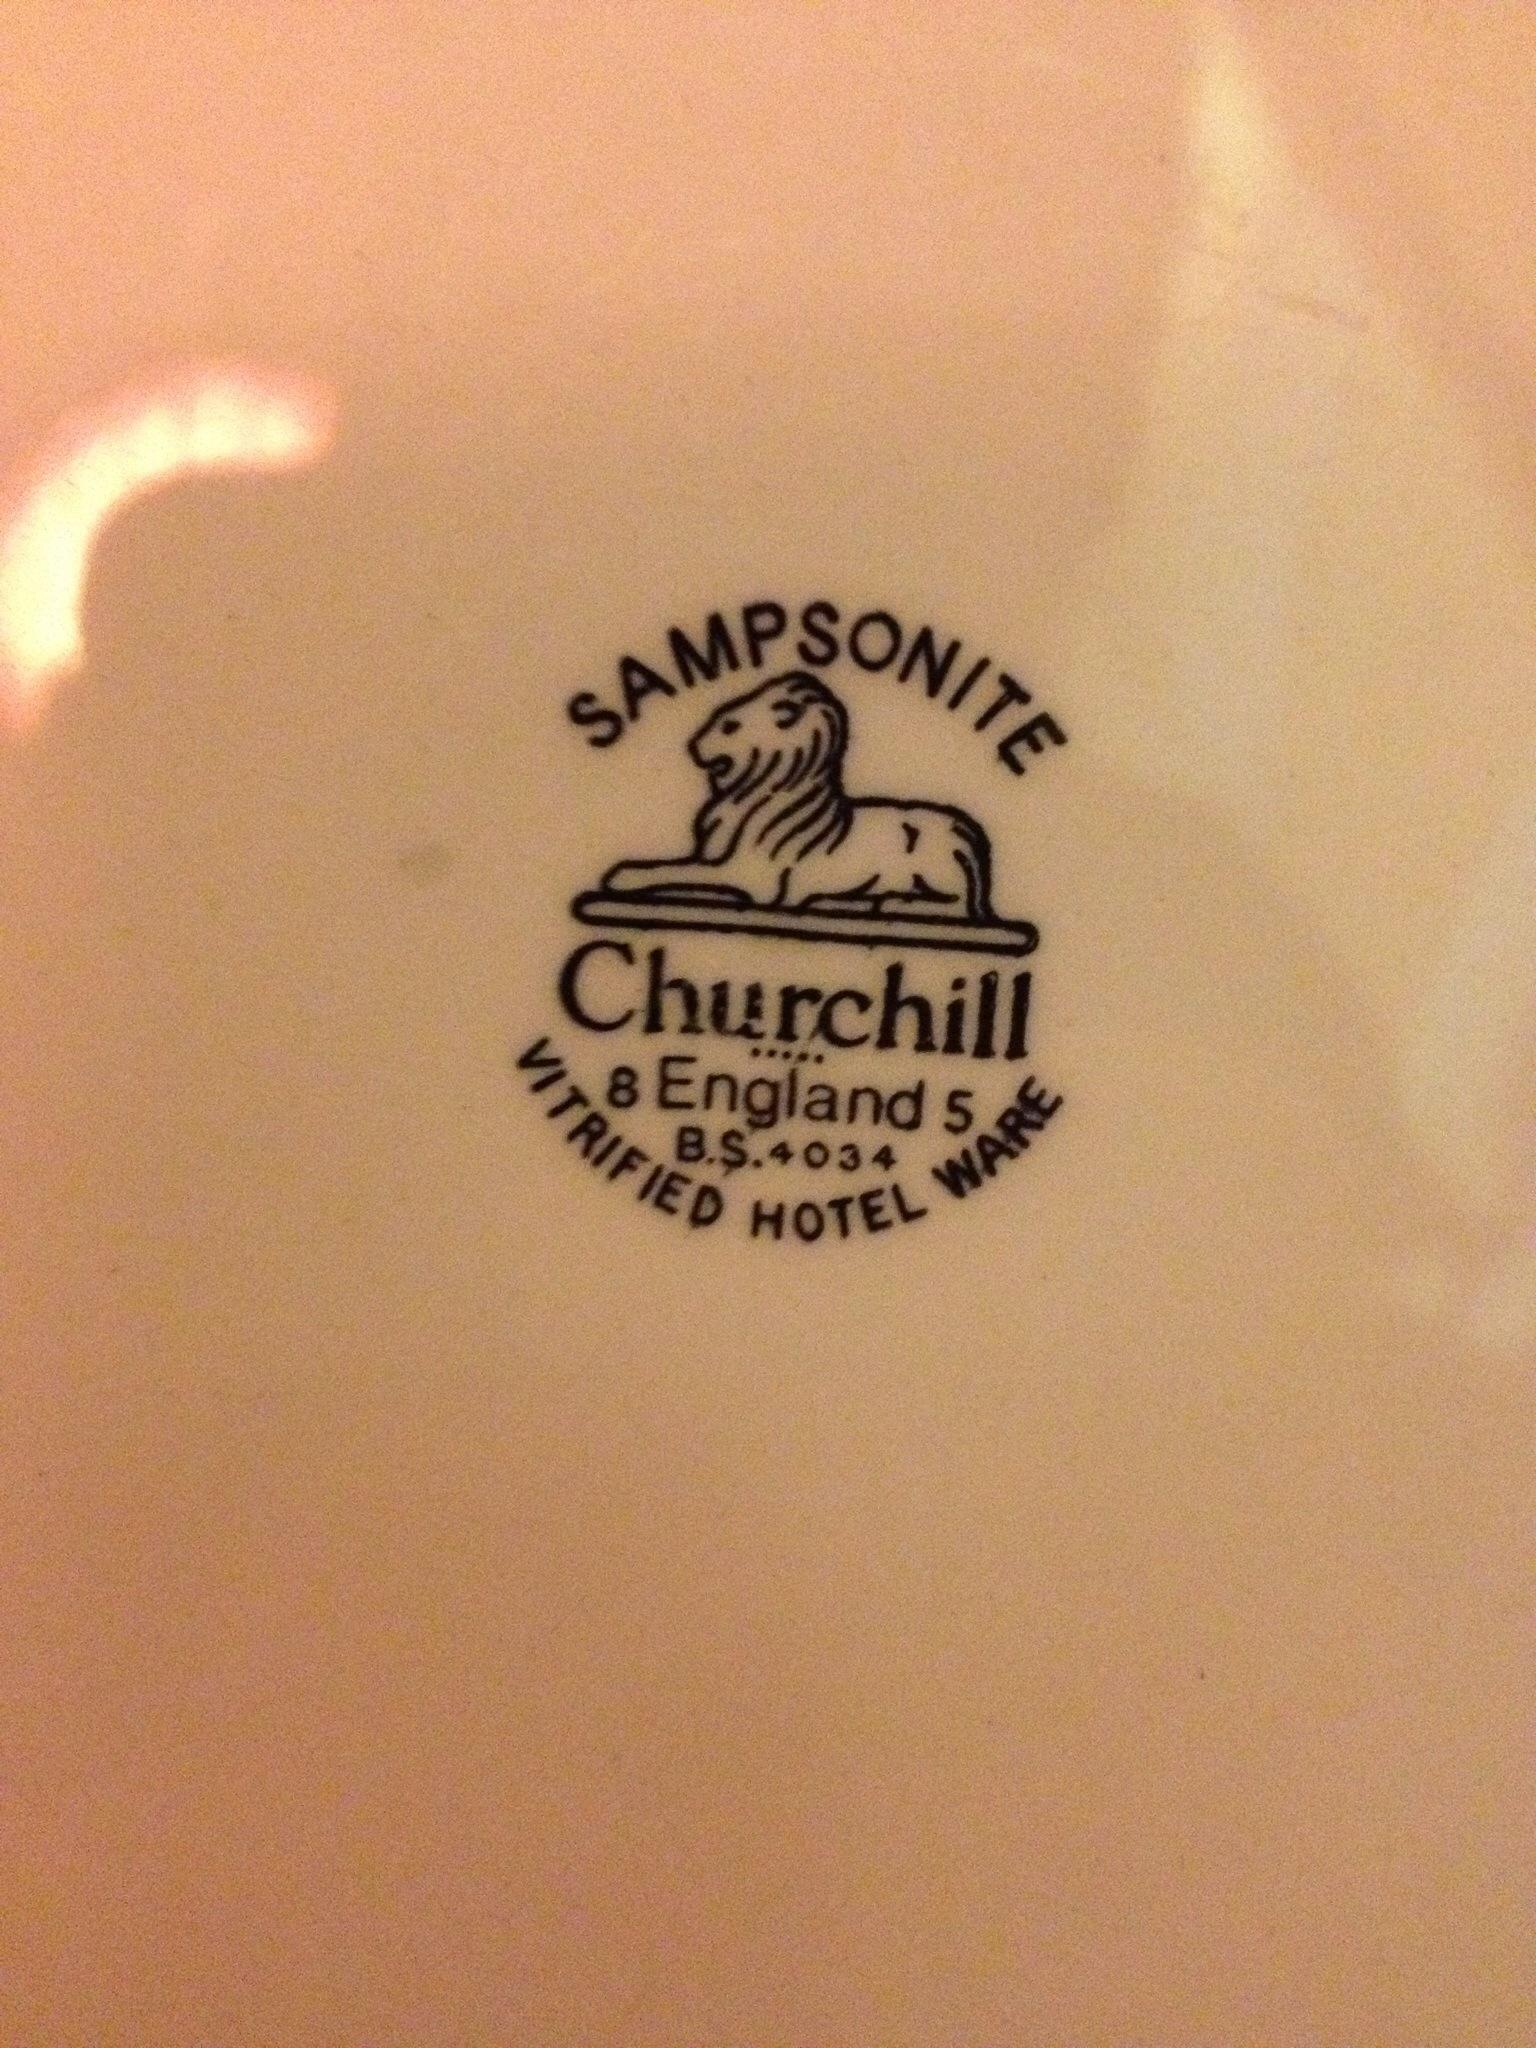 SAMPSONITE
Churchill
8 England 5
B.S. 4034
VITRIFIED HOTEL WARE